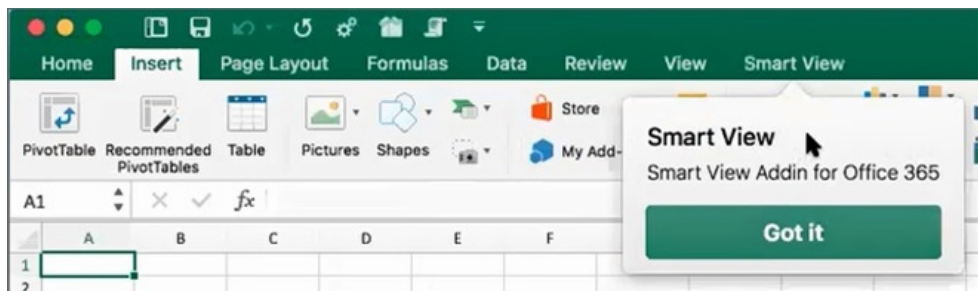 Home Insert Page Layout Formulas Data Review View Smart View
PivotTable
Recommended
PivotTables
Table
Pictures
Shapes
Store
My Add-
Smart View
Smart View Addin for Office 365
Got it
A1
fx
A B C D E F
1
2